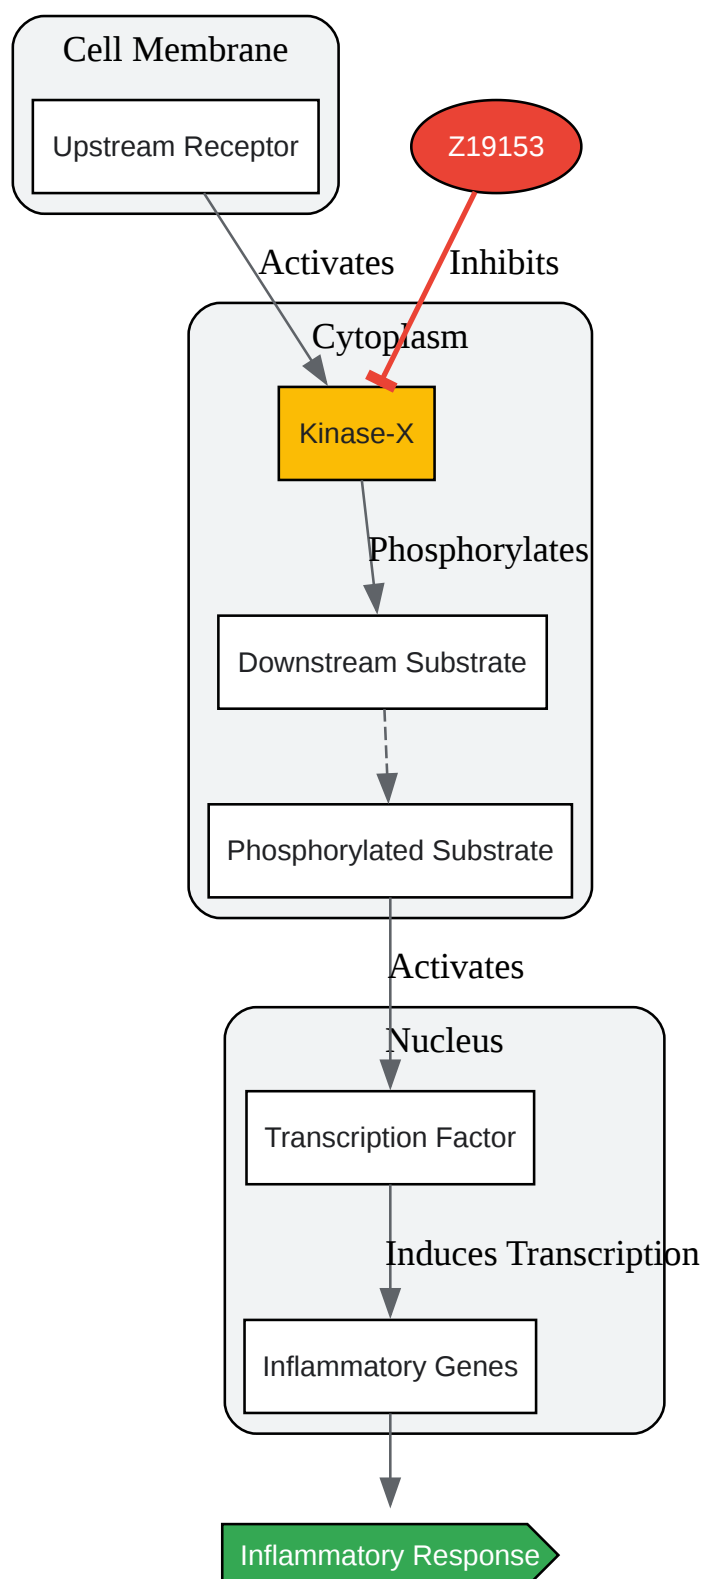 Cell Membrane
Upstream Receptor
Z19153
Activates
Inhibits
Cytoplasm
Kinase-X
Phosphorylates
Downstream Substrate
Phosphorylated Substrate
Activates
Nucleus
Transcription Factor
Induces Transcription
Inflammatory Genes
Inflammatory Response